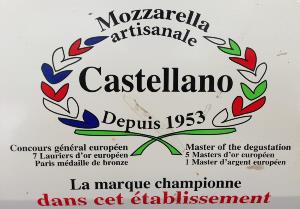 Mozzarella
artisanale
Castellano
Depuis 1953
Concours général européen
7 Lauriers d'or européen
Paris médaille de bronze
Master of the degustation
5 Masters d'or européen
1 Master d'argent européen
La marque championne
dans cet établissement